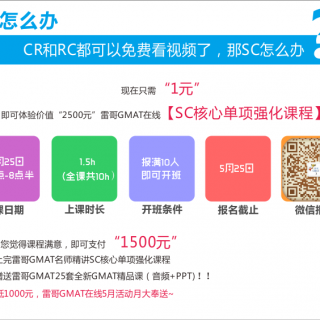 怎么办
CR和RC都可以免费看视频了，那SC怎么办
现在只需 “1元”
即可体验价值“2500元”雷哥GMAT在线【SC核心单项强化课程】
5月25日
1.5h
报满10人
5月25日
点-8点半
(全课共10h)
即可开班
课日期
上课时长
开班条件
报名截止
微信报
您觉得课程满意，即可支付 “1500元”
上完雷哥GMAT名师精讲SC核心单项强化课程
赠送雷哥GMAT25套全新GMAT精品课（音频+PPT)！！
低1000元，雷哥GMAT在线5月活动月大奉送~